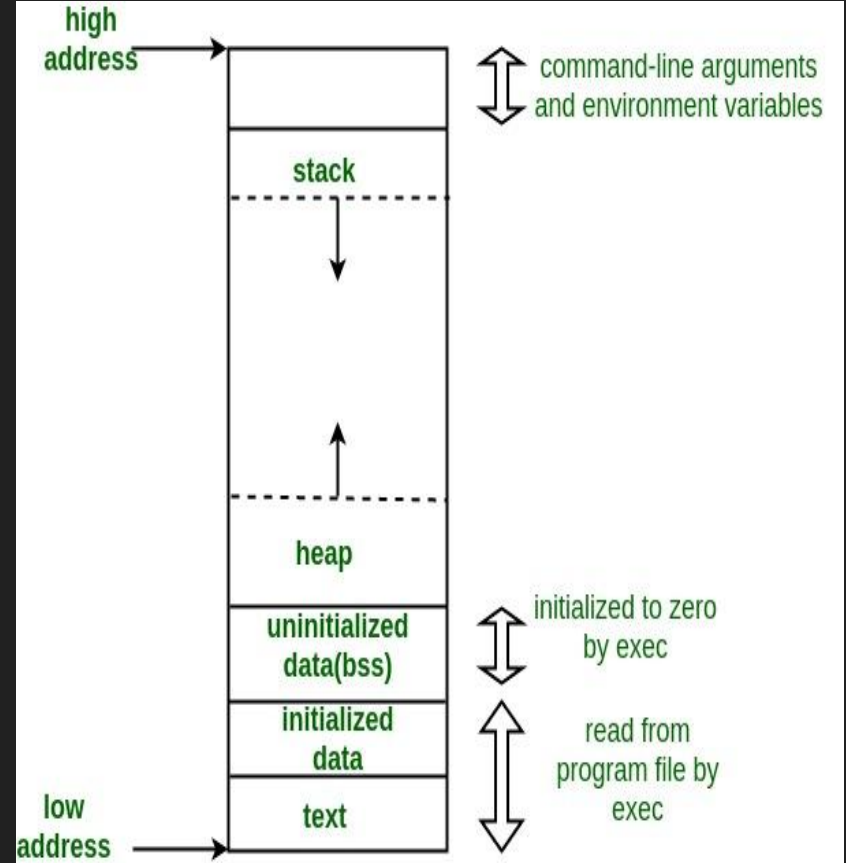 high
address
command-line arguments
and environment variables
stack
heap
uninitialized
data(bss)
initialized to zero
by exec
initialized
data
read from
program file by
exec
text
low
address